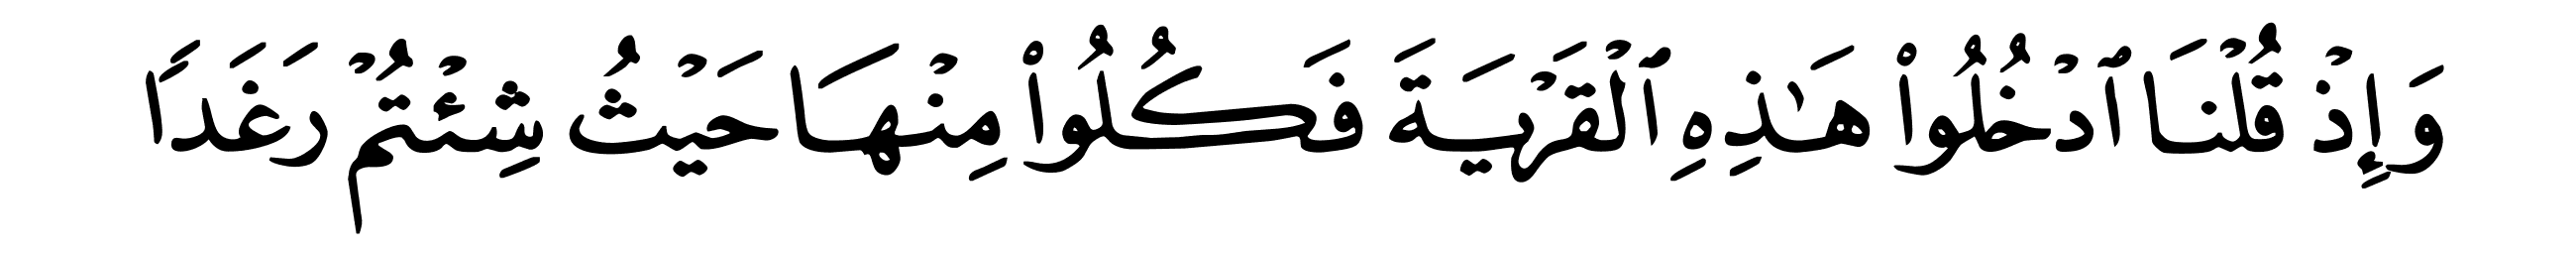 وَإِذۡ قُلۡنَا ٱدۡخُلُواْ هَٰذِهِ ٱلۡقَرۡيَةَ فَكُلُواْ مِنۡهَا حَيۡثُ شِئۡتُمۡ رَغَدًا